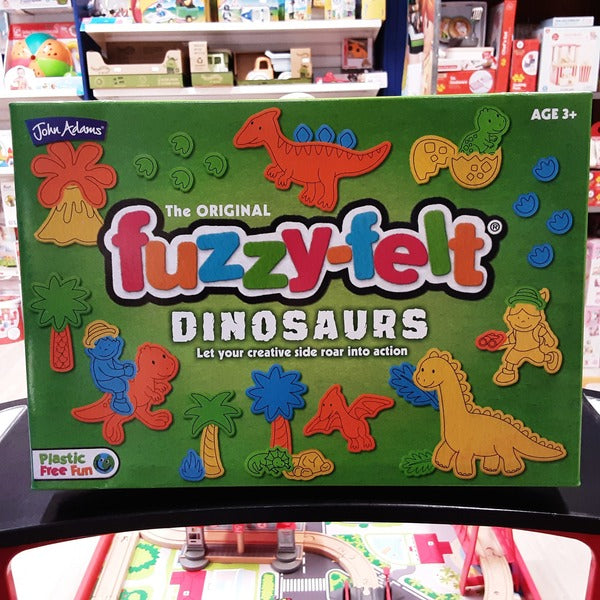 John Adams®
AGE 3+
The ORIGINAL
fuzzy-felt®
DINOSAURS
Let your creative side roar into action
Plastic
Free Fun